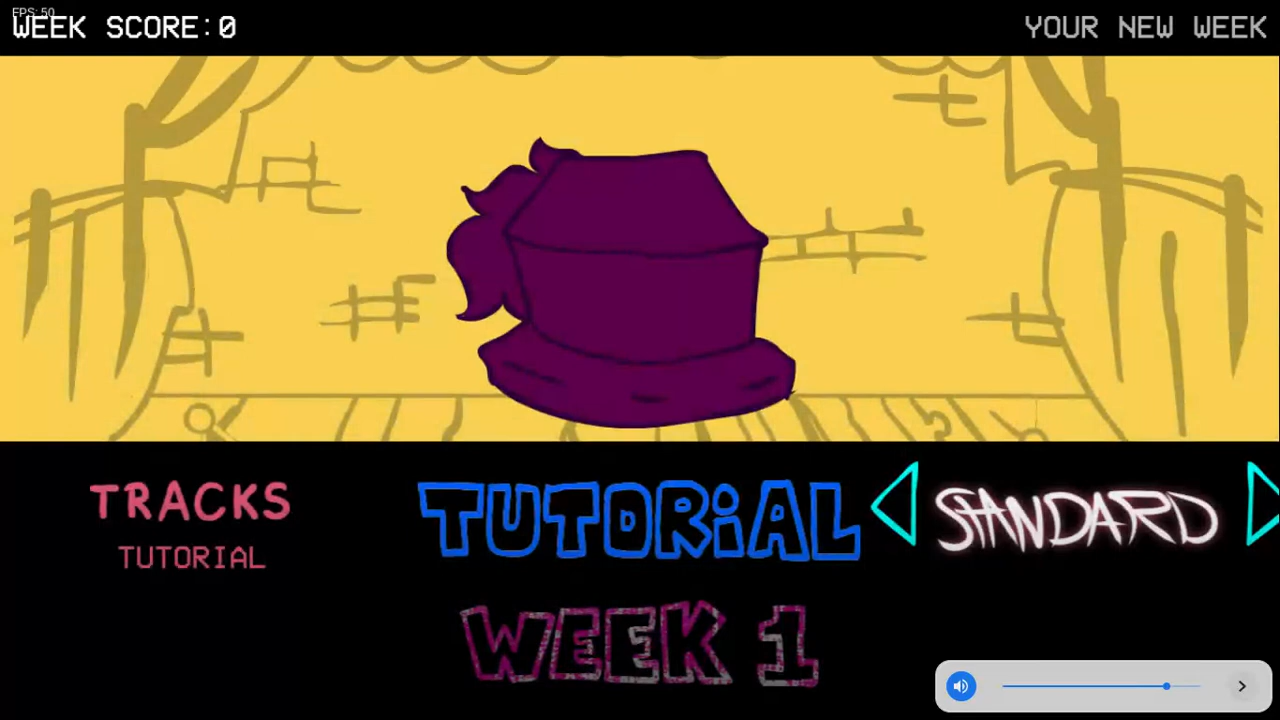 FPS: 50
WEEK SCORE:0
YOUR NEW WEEK
TRACKS
TUTORIAL
TUTORiAL
STANDARD
WEEK 1